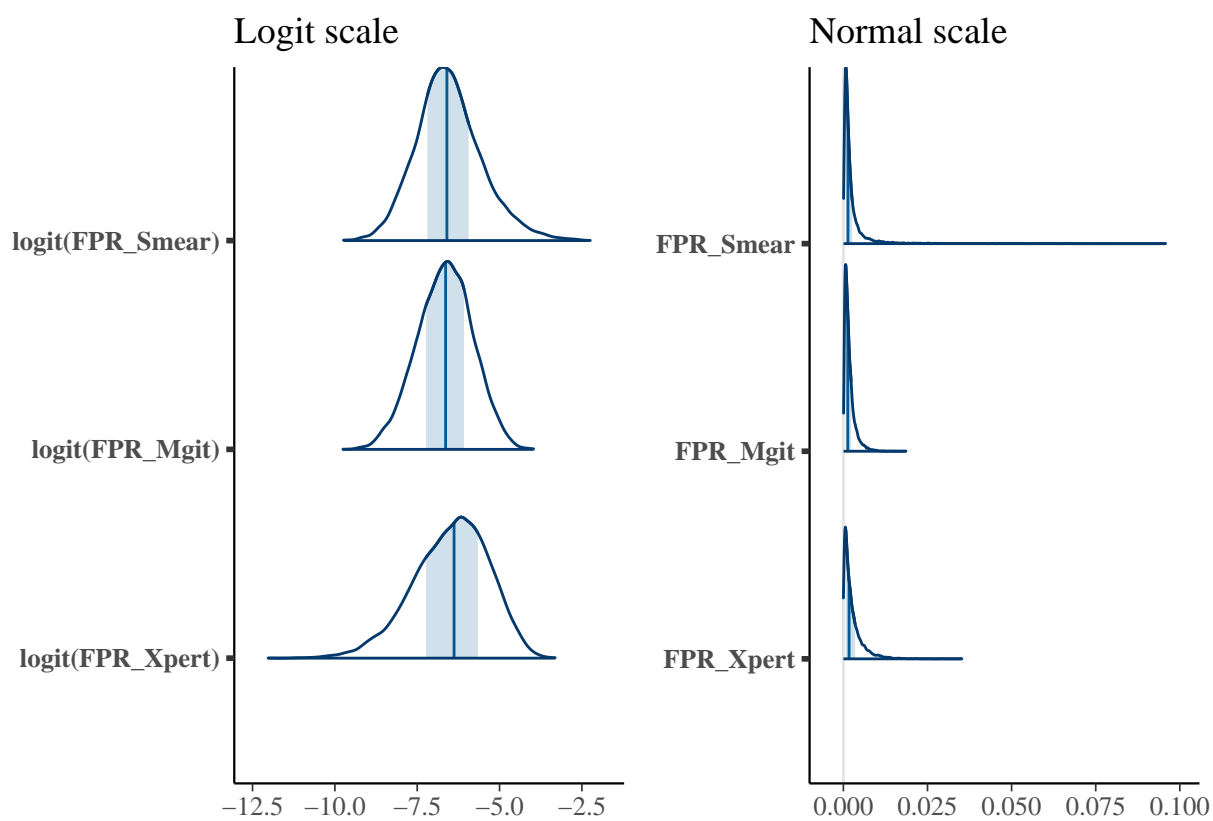 Logit scale
logit(FPR_Smear)
logit(FPR_Mgit)
logit(FPR_Xpert)
−12.5 −10.0 −7.5 −5.0 −2.5
Normal scale
FPR_Smear
FPR_Mgit
FPR_Xpert
0.000 0.025 0.050 0.075 0.100